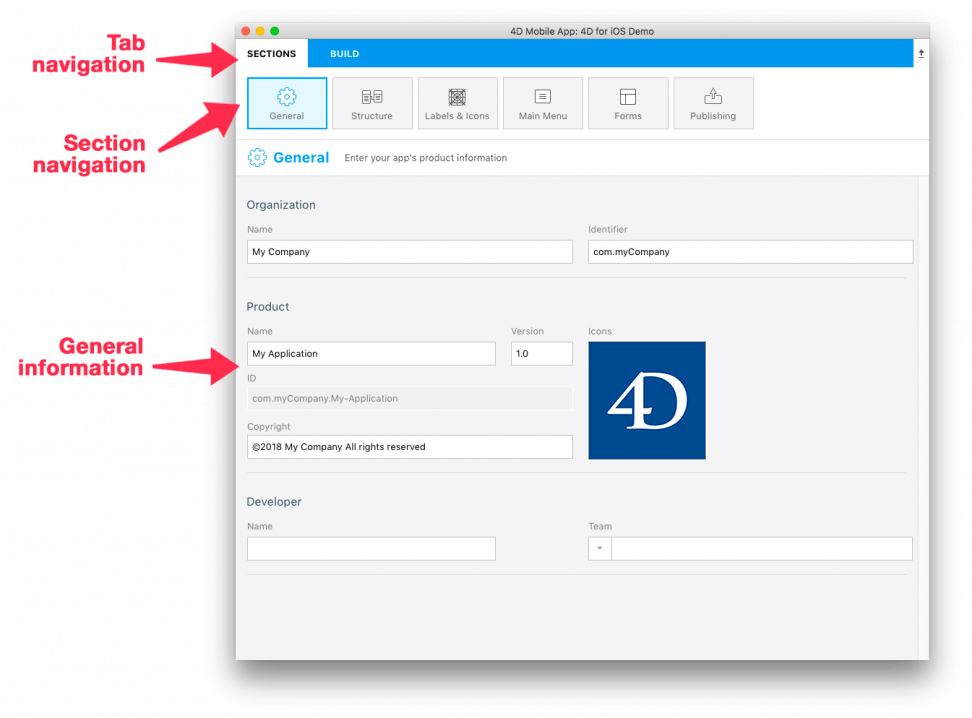 4D Mobile App: 4D for iOS Demo
Tab
navigation
SECTIONS BUILD
General Structure Labels & Icons Main Menu Forms Publishing
Section
navigation
General Enter your app's product information
Organization
Name Identifier
My Company com.myCompany
Product
Name Version Icons
My Application 1.0
4D
General
information
ID
com.myCompany.My-Application
Copyright
©2018 My Company All rights reserved
Developer
Name Team